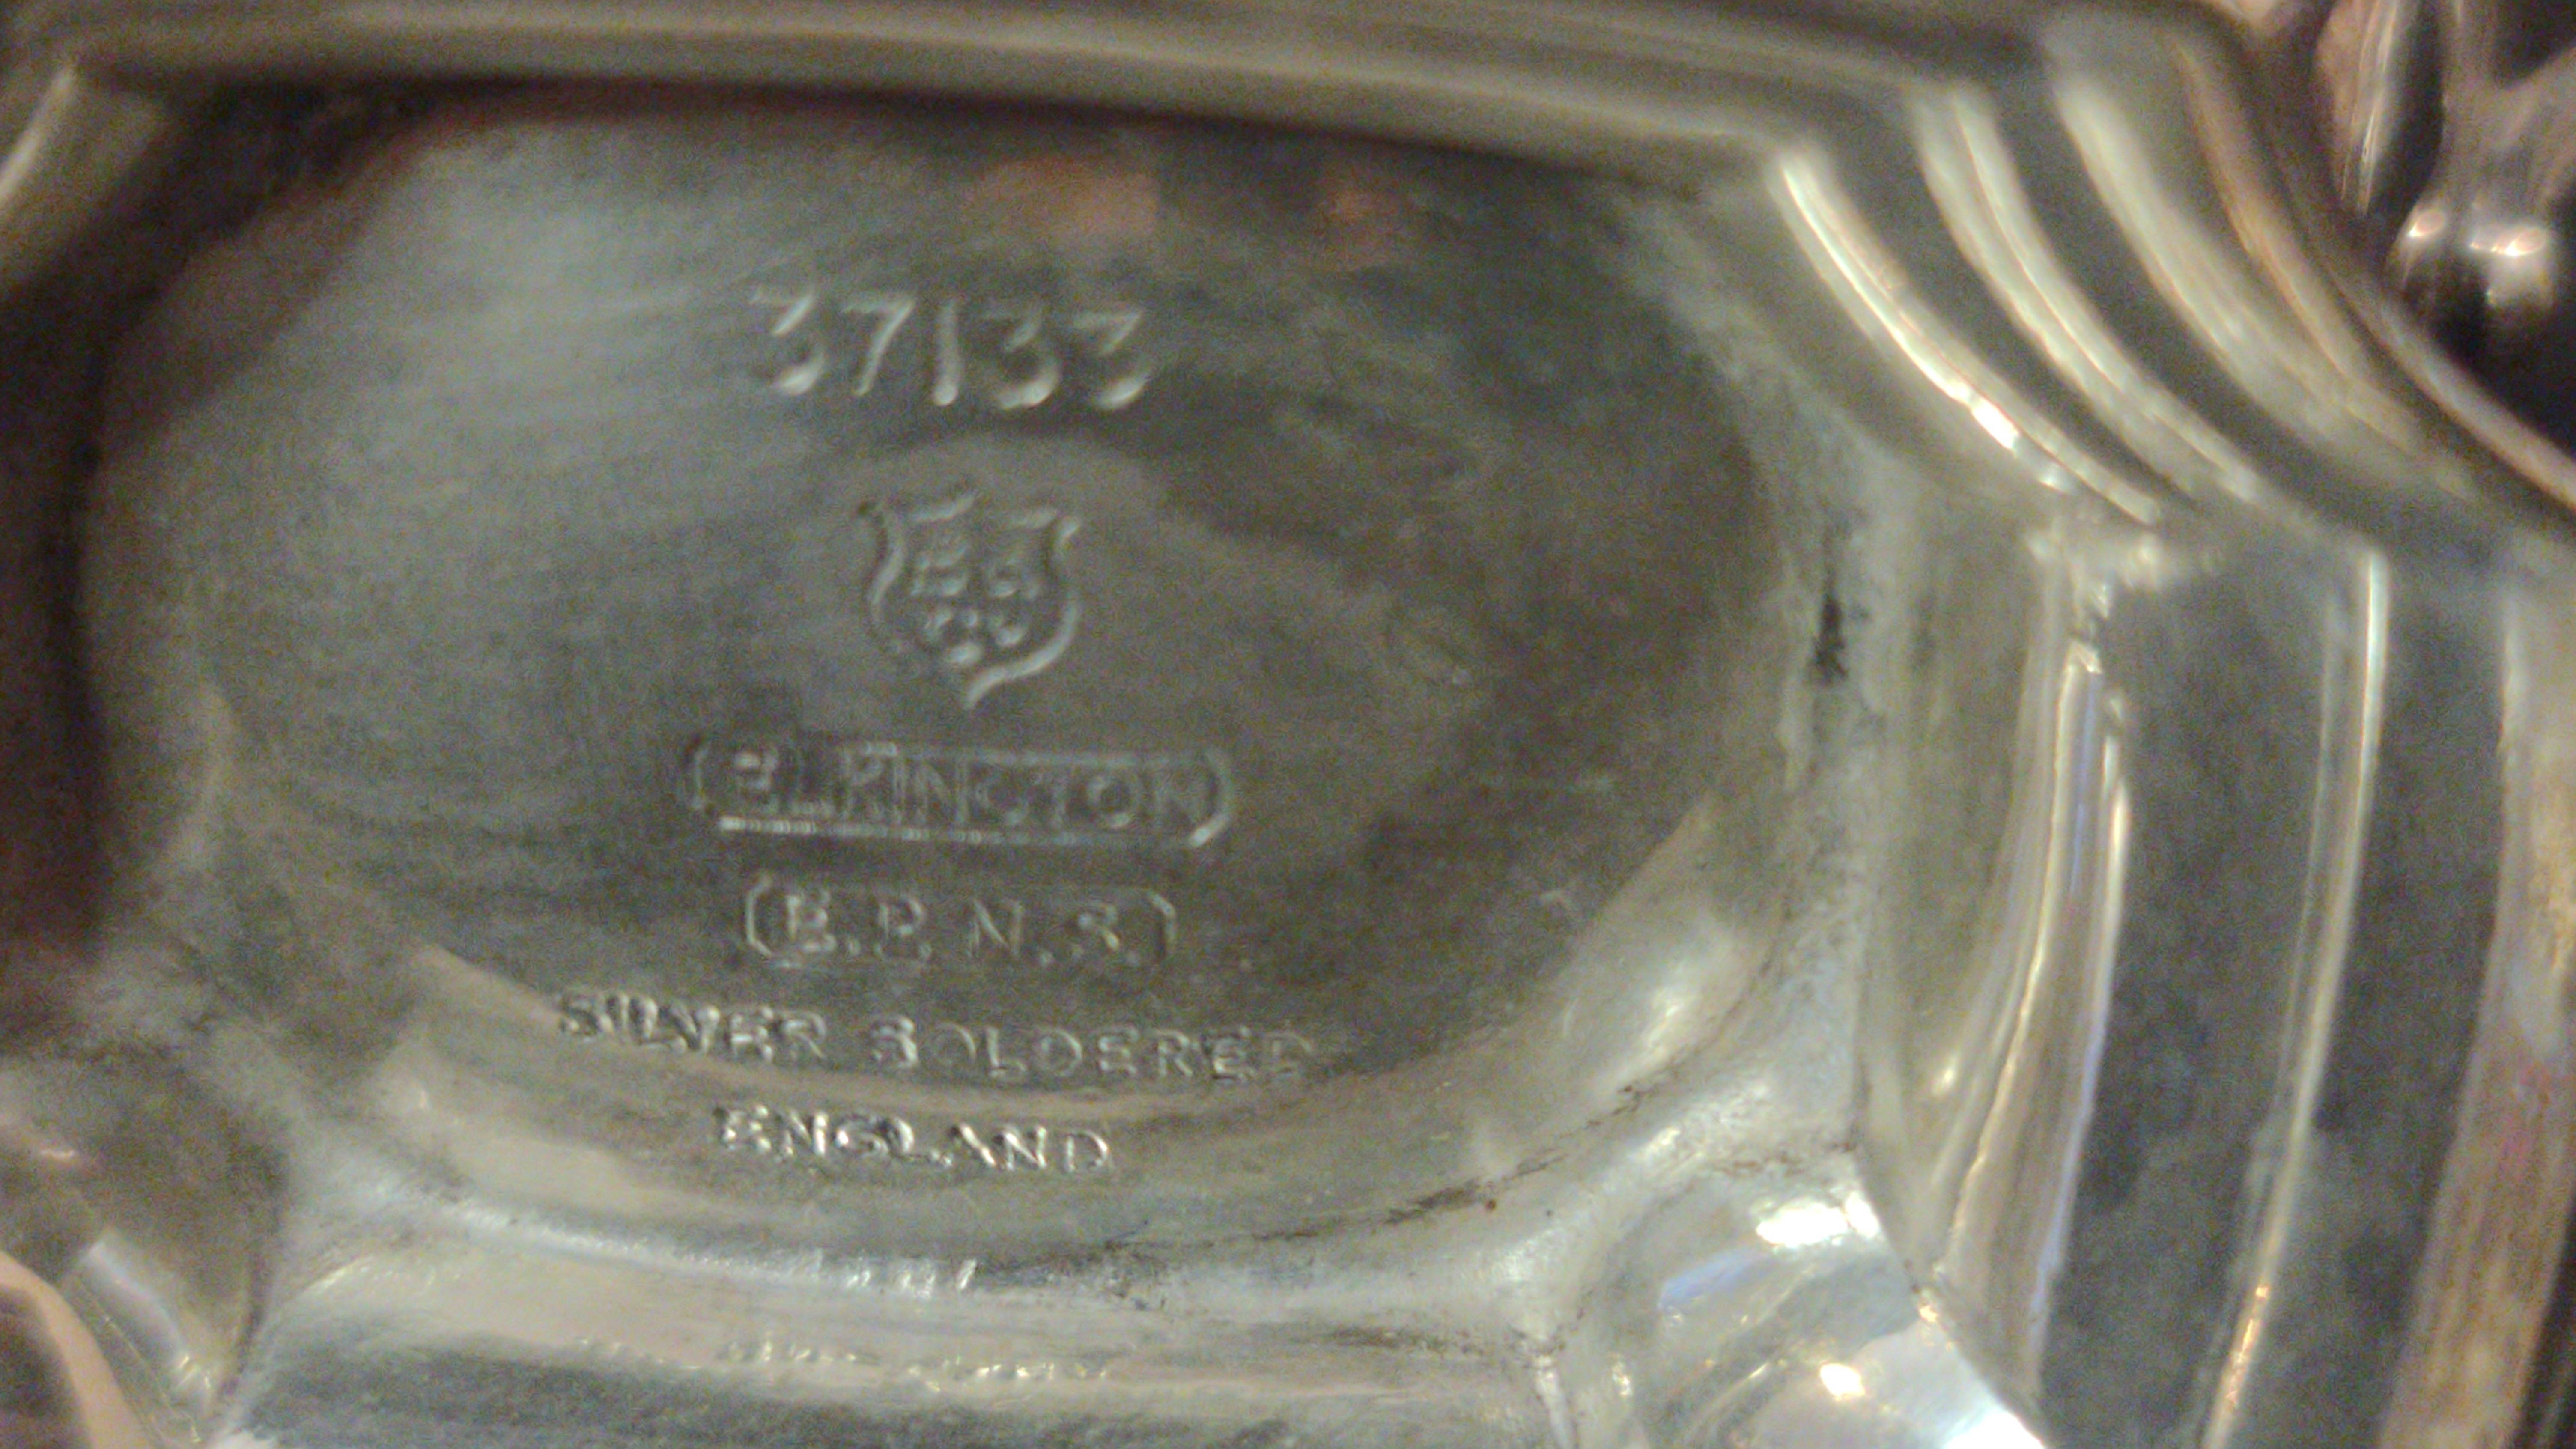 37133
ELKINGTON
E.P.N.S.
SILVER SOLDERED
ENGLAND